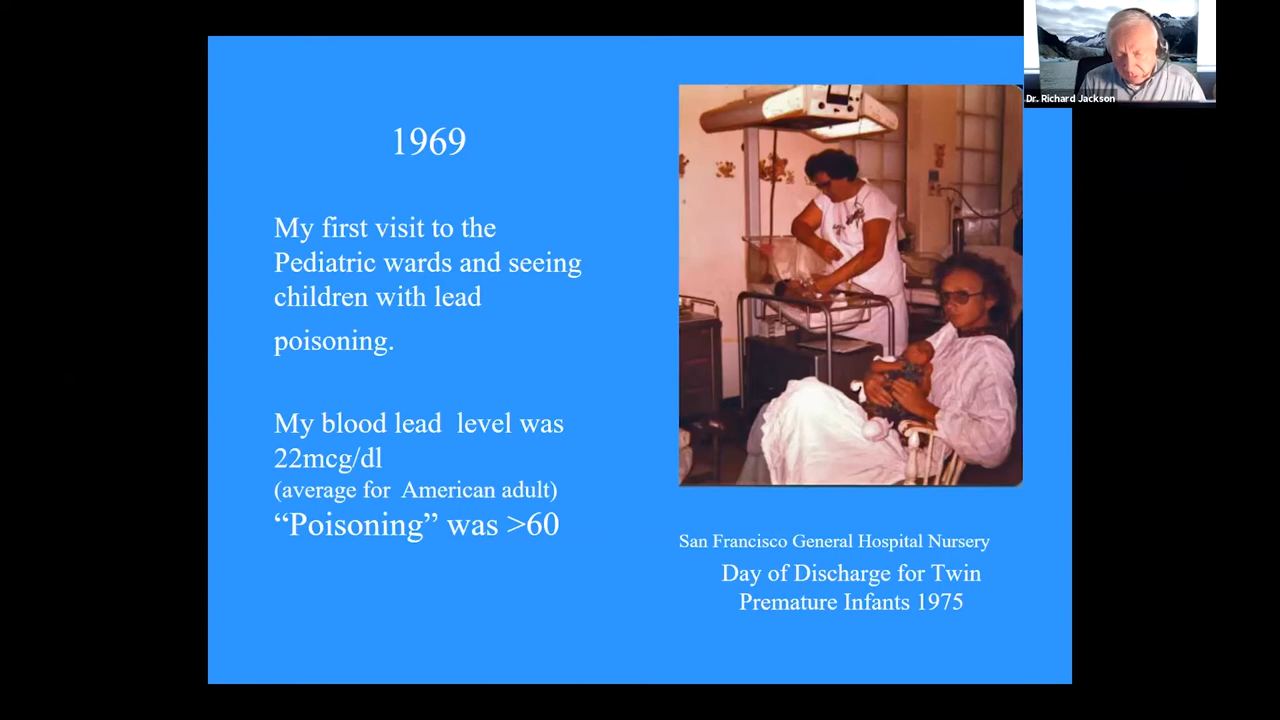 1969
My first visit to the
Pediatric wards and seeing
children with lead
poisoning.
My blood lead  level was
22mcg/dl
(average for  American adult)
“Poisoning” was >60
San Francisco General Hospital Nursery
Day of Discharge for Twin
Premature Infants 1975
Dr. Richard Jackson